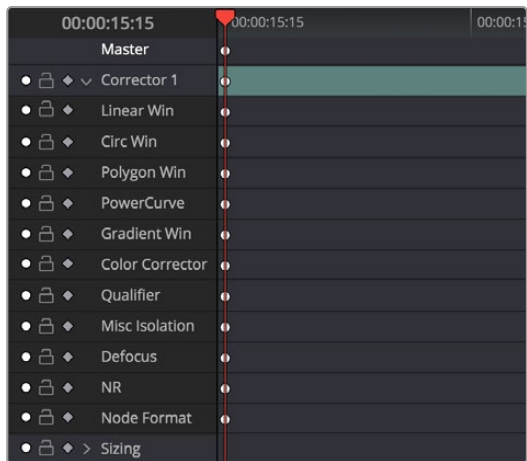 00:00:15:15 00:00:15:15 00:00:15
Master
Corrector 1
Linear Win
Circ Win
Polygon Win
PowerCurve
Gradient Win
Color Corrector
Qualifier
Misc Isolation
Defocus
NR
Node Format
Sizing